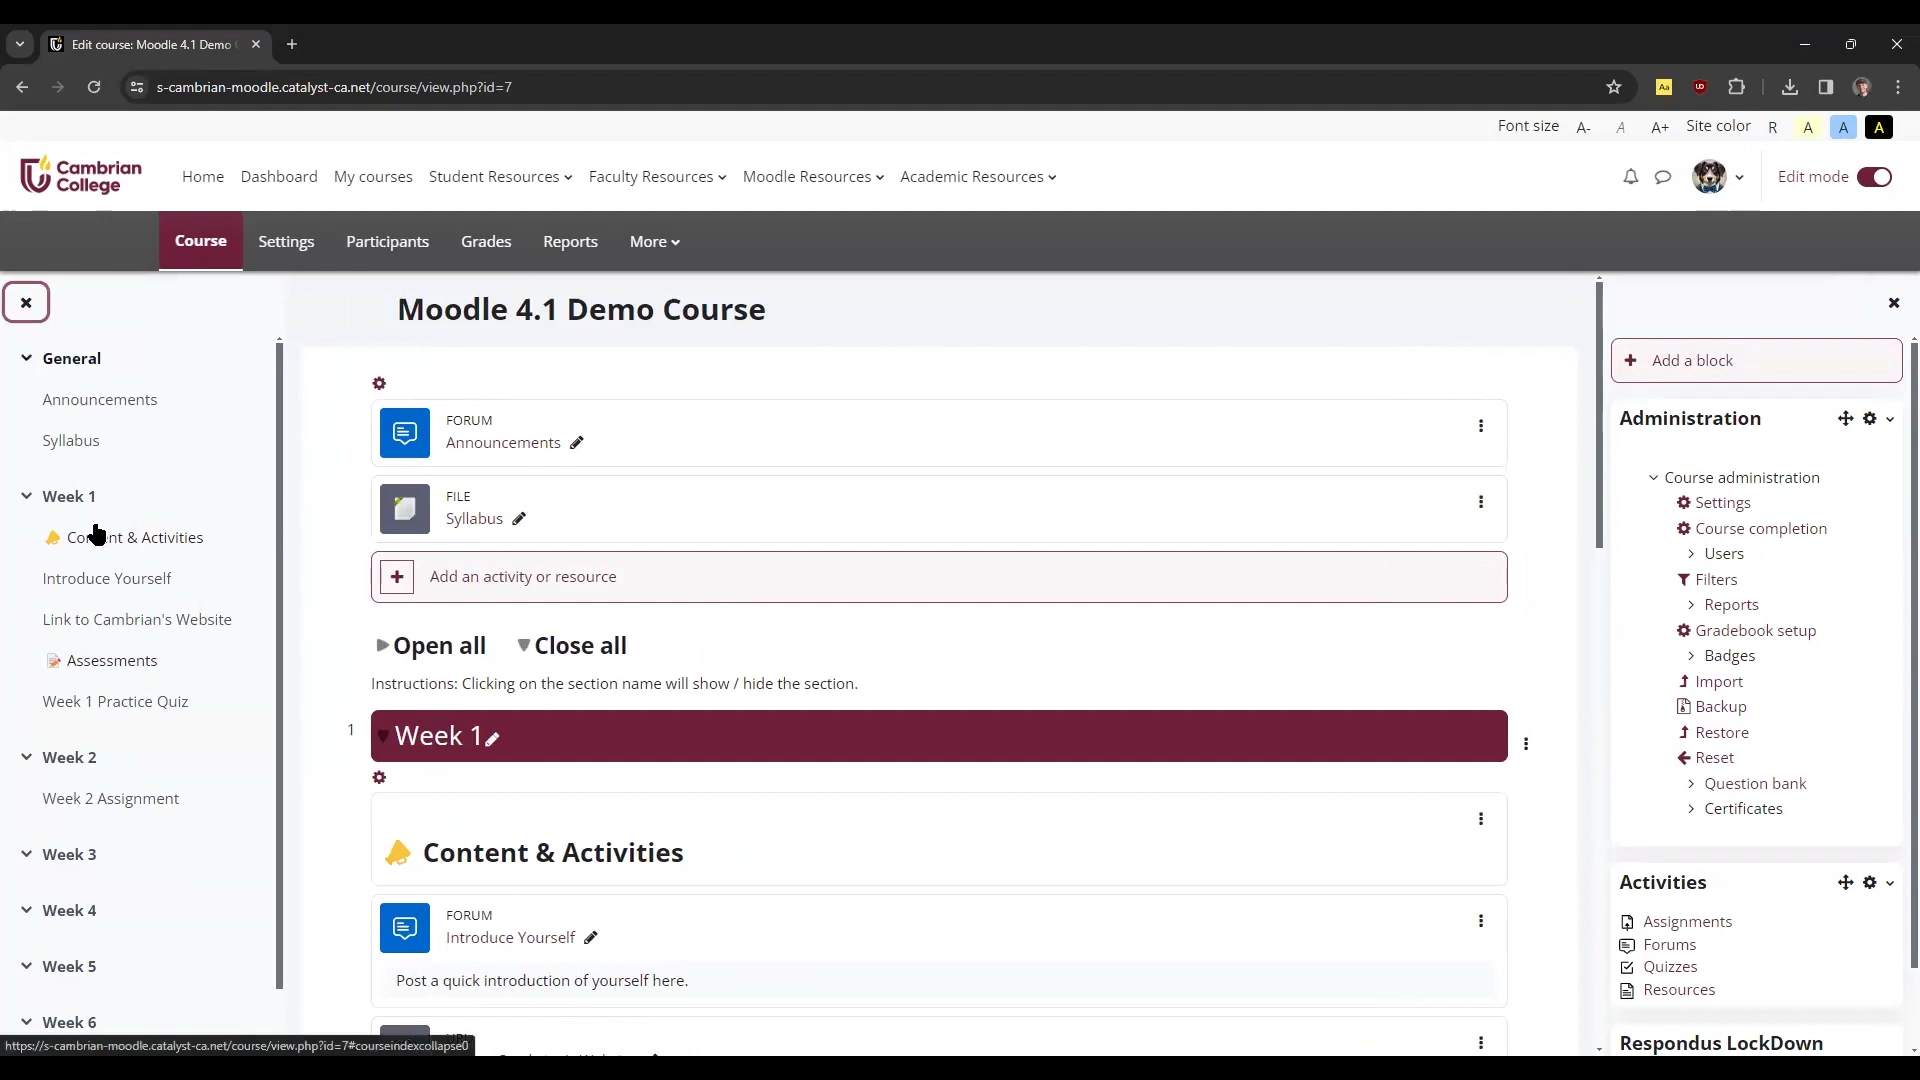 Edit course: Moodle 4.1 Demo
s-cambrian-moodle.catalyst-ca.net/course/view.php?id=7
Aa
UD
Font size A- A A+ Site color R A A A
Cambrian College
Home Dashboard My courses Student Resources Faculty Resources Moodle Resources Academic Resources
Edit mode
Course Settings Participants Grades Reports More
General
Announcements
Syllabus
Week 1
Content & Activities
Introduce Yourself
Link to Cambrian's Website
Assessments
Week 1 Practice Quiz
Week 2
Week 2 Assignment
Week 3
Week 4
Week 5
Week 6
https://s-cambrian-moodle.catalyst-ca.net/course/view.php?id=7#courseindexcollapse0
Moodle 4.1 Demo Course
FORUM
Announcements
FILE
Syllabus
Add an activity or resource
Open all Close all
Instructions: Clicking on the section name will show / hide the section.
1
Week 1
Content & Activities
FORUM
Introduce Yourself
Post a quick introduction of yourself here.
Add a block
Administration
Course administration
Settings
Course completion
Users
Filters
Reports
Gradebook setup
Badges
Import
Backup
Restore
Reset
Question bank
Certificates
Activities
Assignments
Forums
Quizzes
Resources
Respondus LockDown